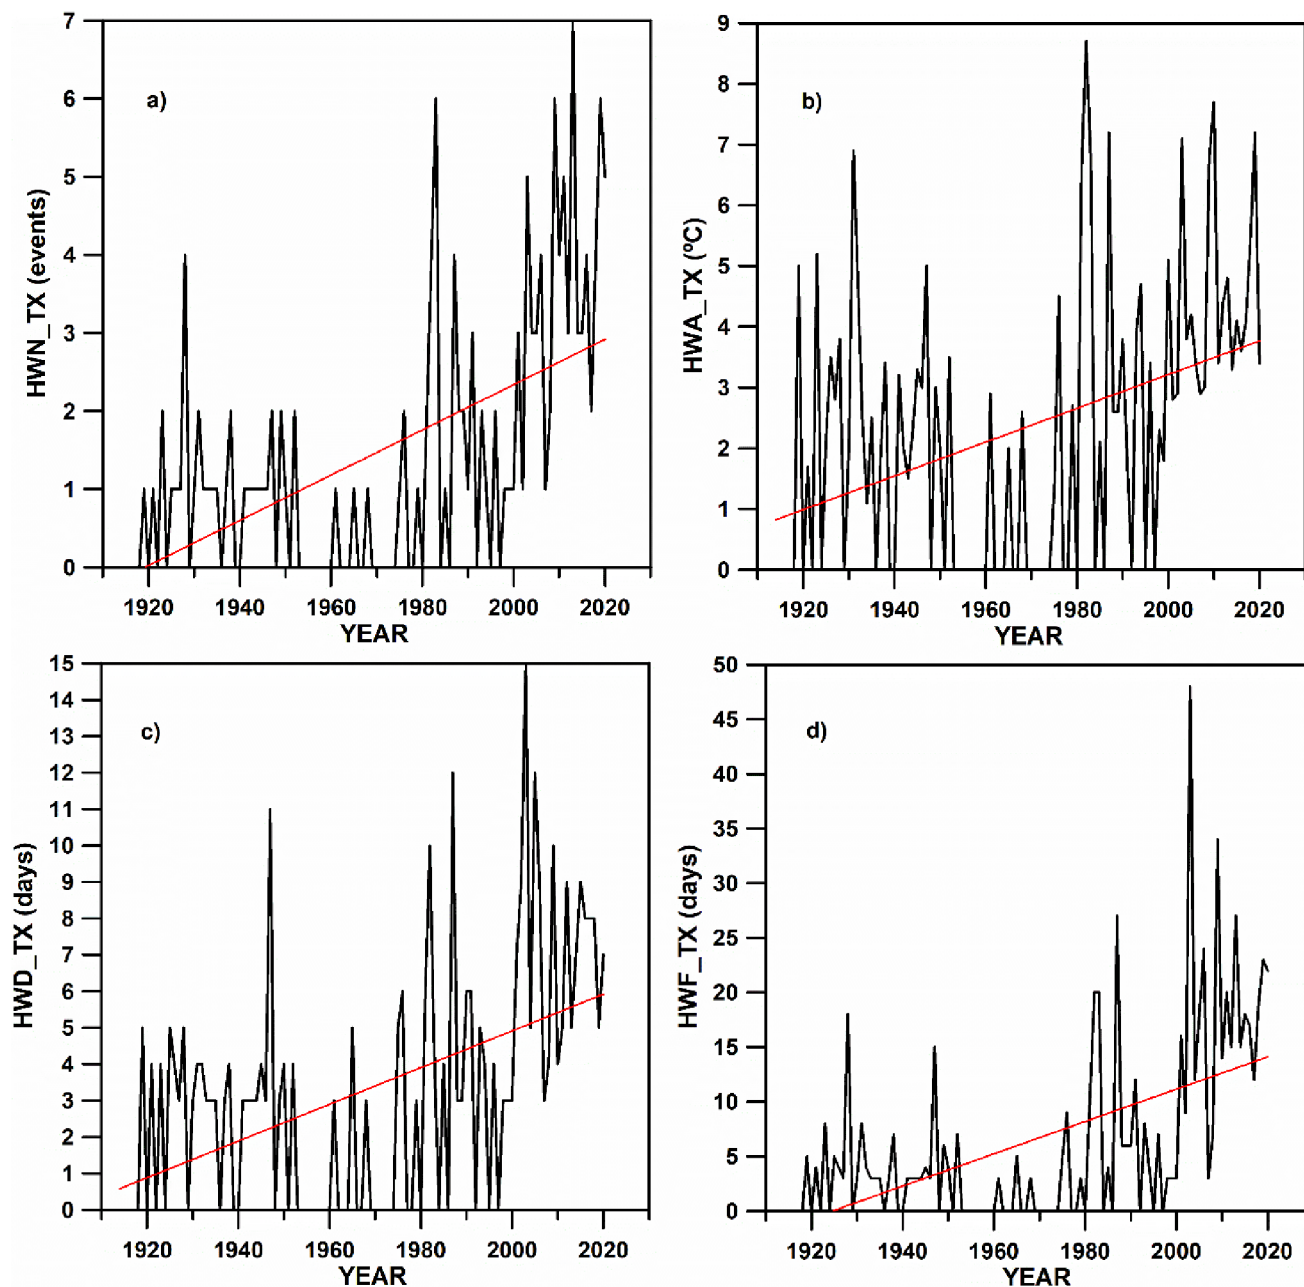 a)
HWN_TX (events)
7
6
5
4
3
2
1
0
1920 1940 1960 1980 2000 2020
YEAR
b)
HWA_TX (ºC)
9
8
7
6
5
4
3
2
1
0
1920 1940 1960 1980 2000 2020
YEAR
c)
HWD_TX (days)
15
14
13
12
11
10
9
8
7
6
5
4
3
2
1
0
1920 1940 1960 1980 2000 2020
YEAR
d)
HWF_TX (days)
50
45
40
35
30
25
20
15
10
5
0
1920 1940 1960 1980 2000 2020
YEAR